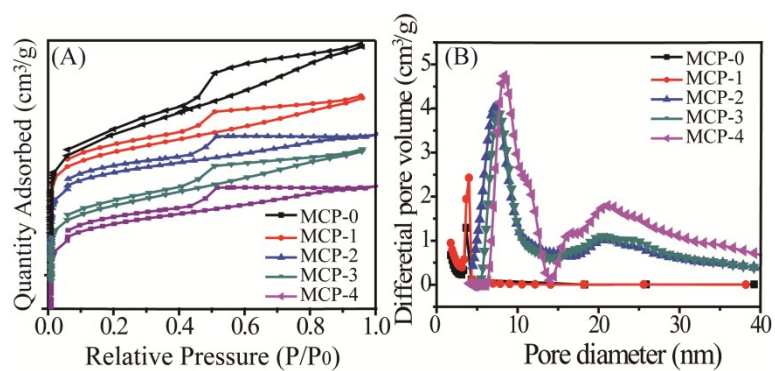 (A)
Quantity Adsorbed (cm³/g)
MCP-0
MCP-1
MCP-2
MCP-3
MCP-4
0.0 0.2 0.4 0.6 0.8 1.0
Relative Pressure (P/P0)
(B)
Differetial pore volume (cm³/g)
5
4
3
2
1
0
MCP-0
MCP-1
MCP-2
MCP-3
MCP-4
0 10 20 30 40
Pore diameter (nm)